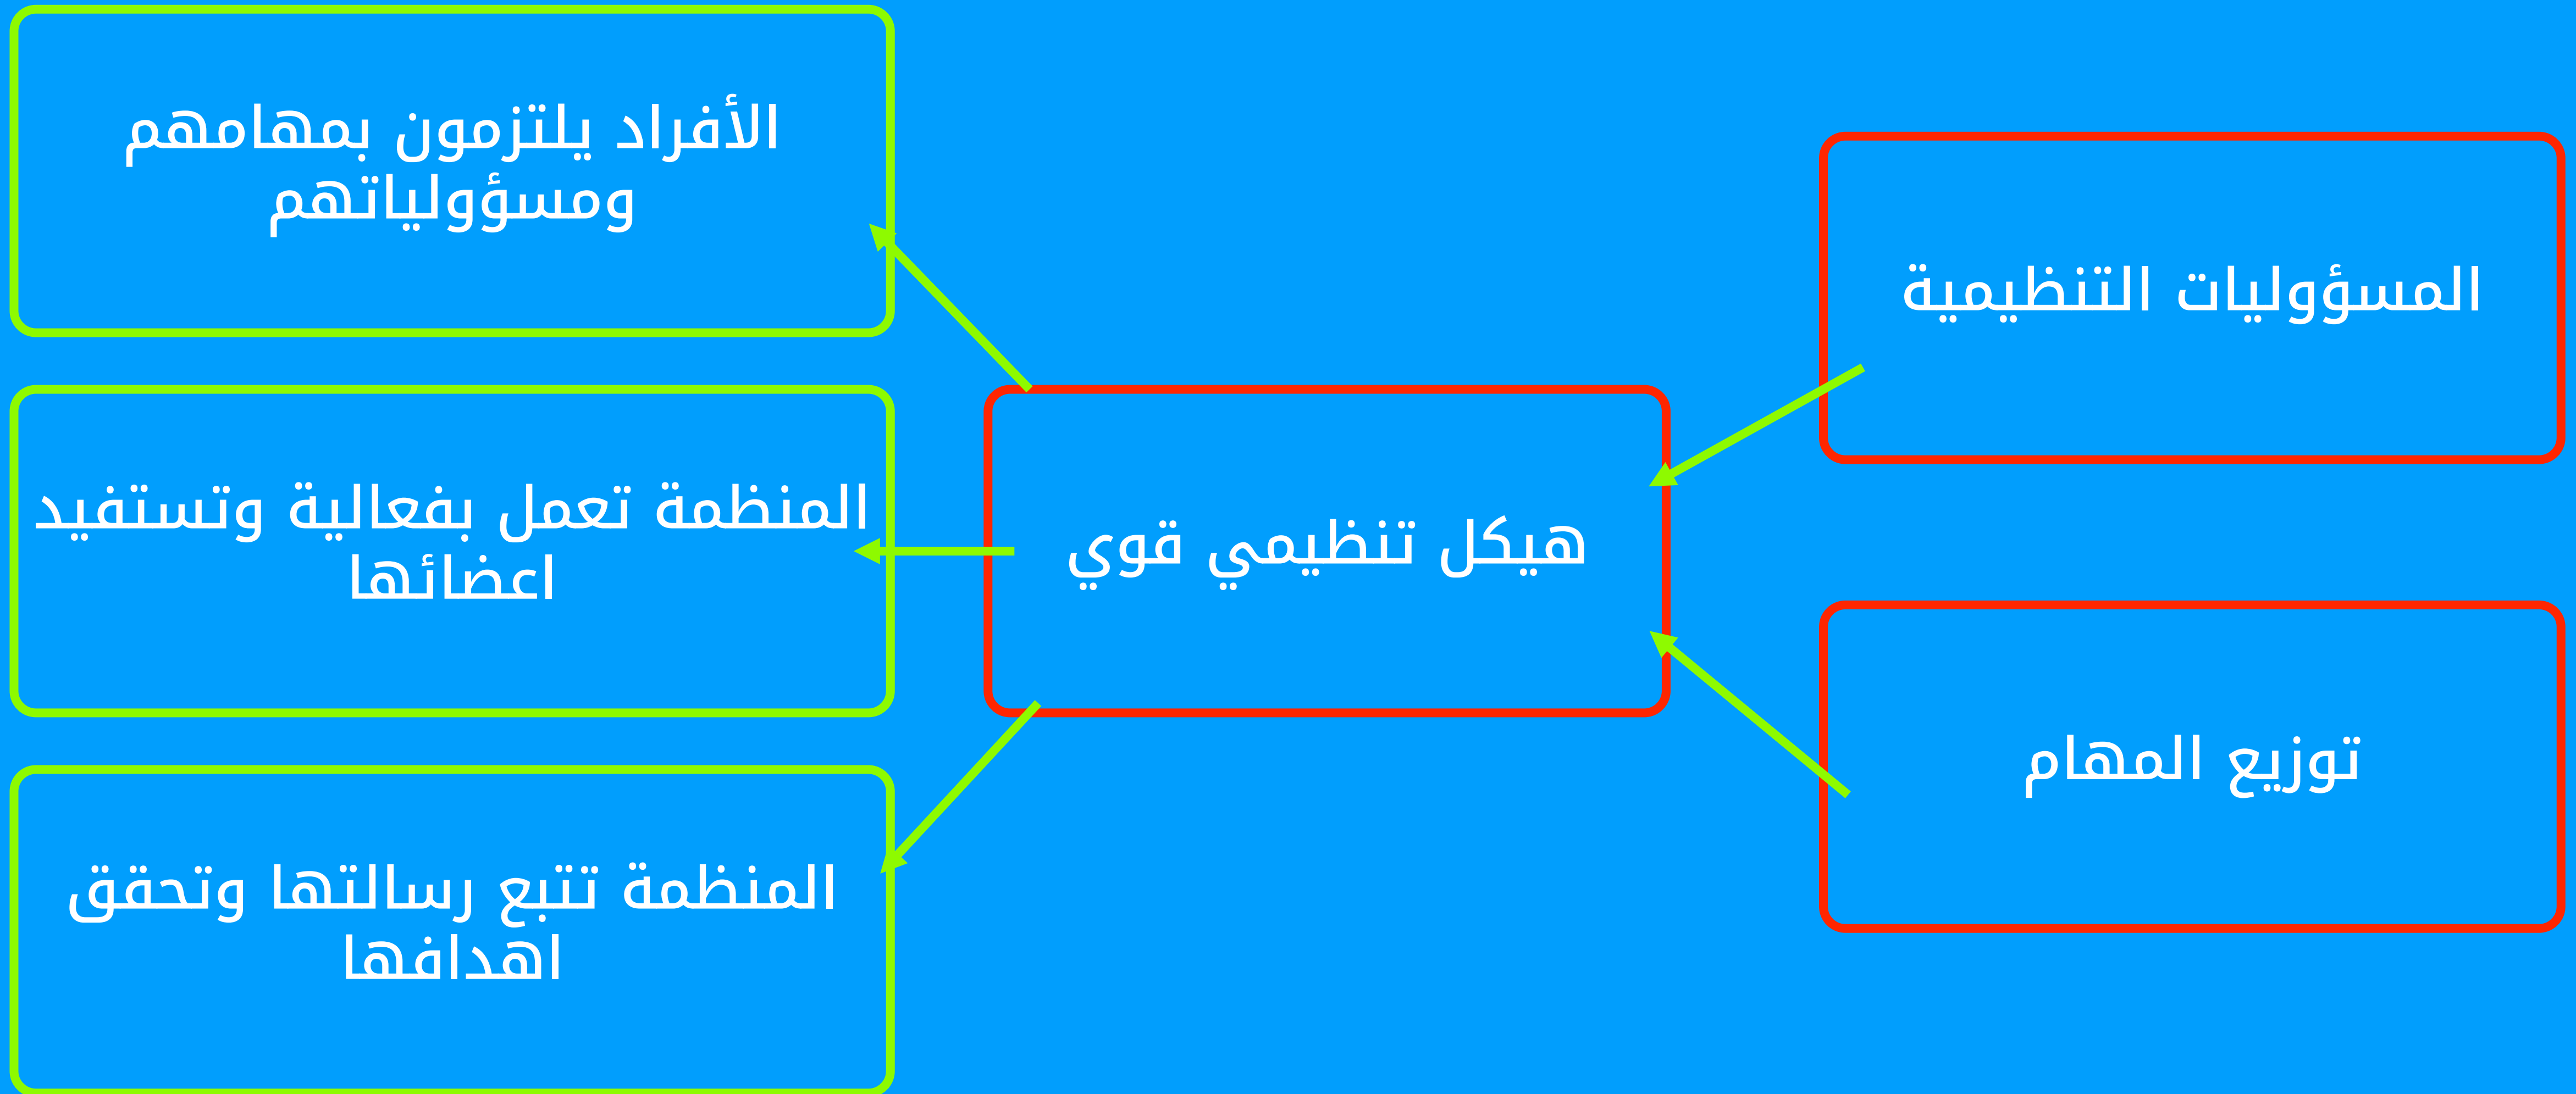 المسؤوليات التنظيمية
توزيع المهام
هيكل تنظيمي قوي
الأفراد يلتزمون بمهامهم
ومسؤولياتهم
المنظمة تعمل بفعالية وتستفيد
اعضائها
المنظمة تتبع رسالتها وتحقق
اهدافها